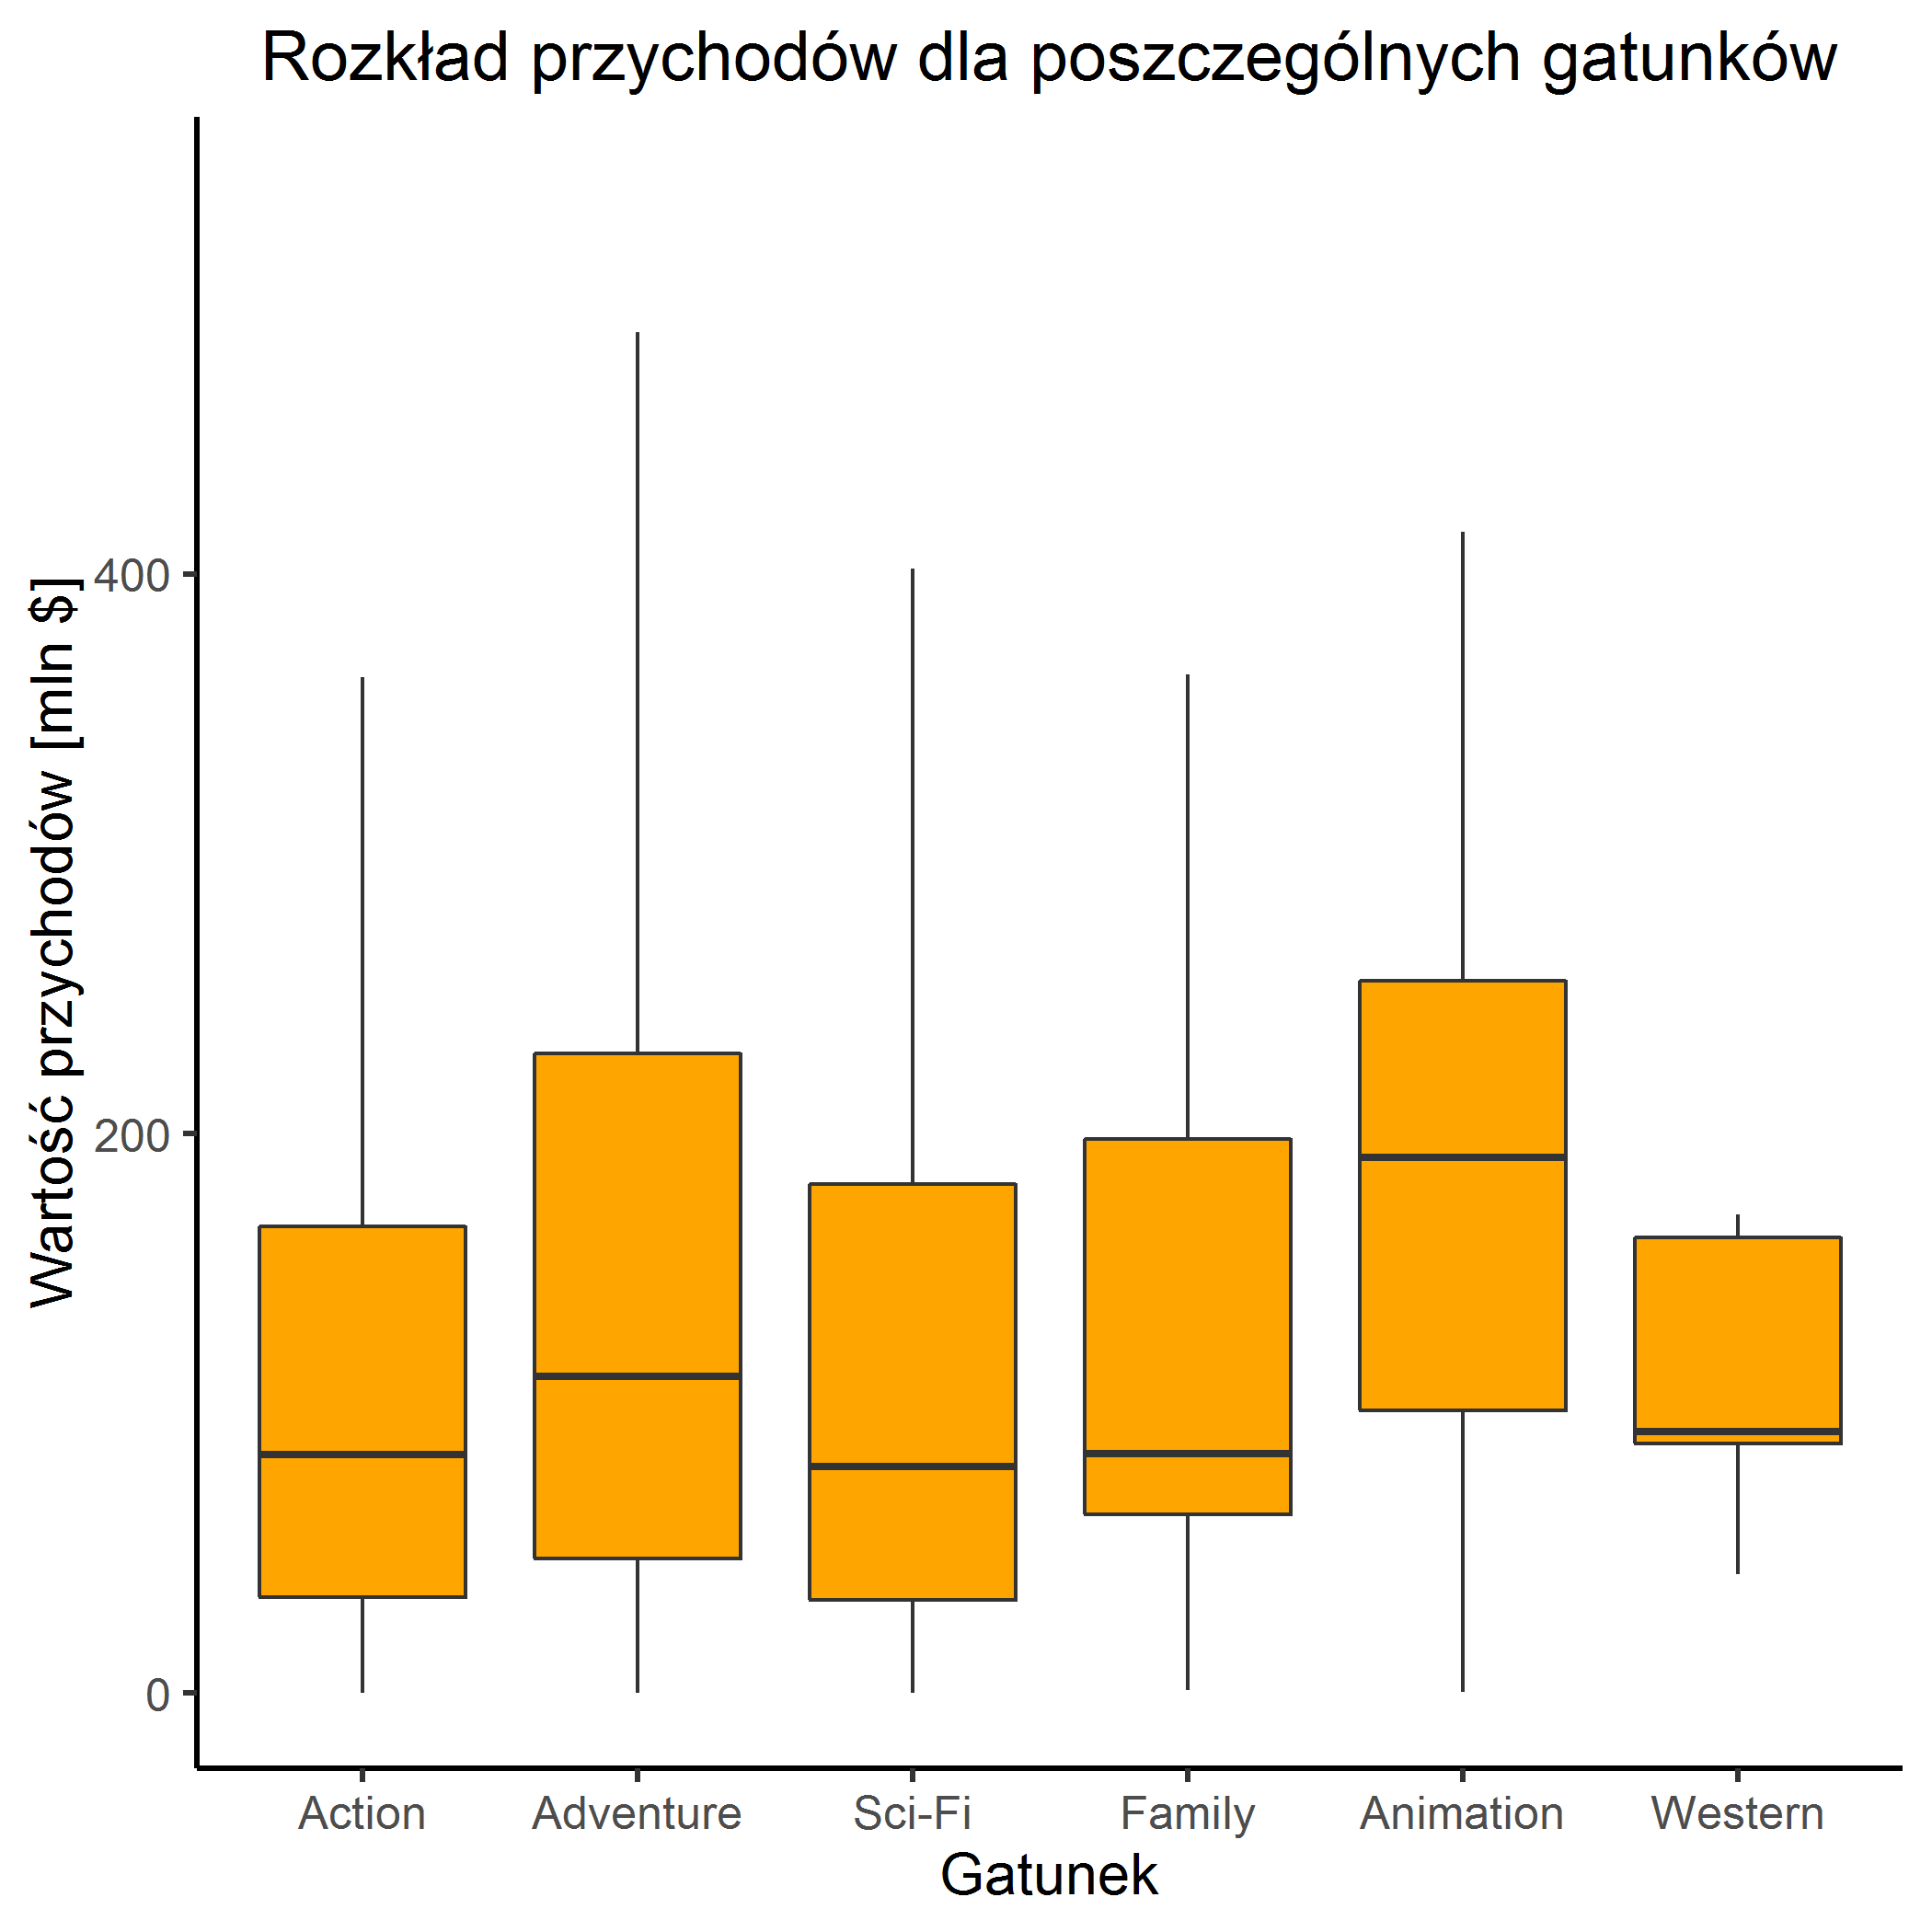 Rozkład przychodów dla poszczególnych gatunków
Wartość przychodów [mln $]
400
200
0
Action Adventure Sci-Fi Family Animation Western
Gatunek